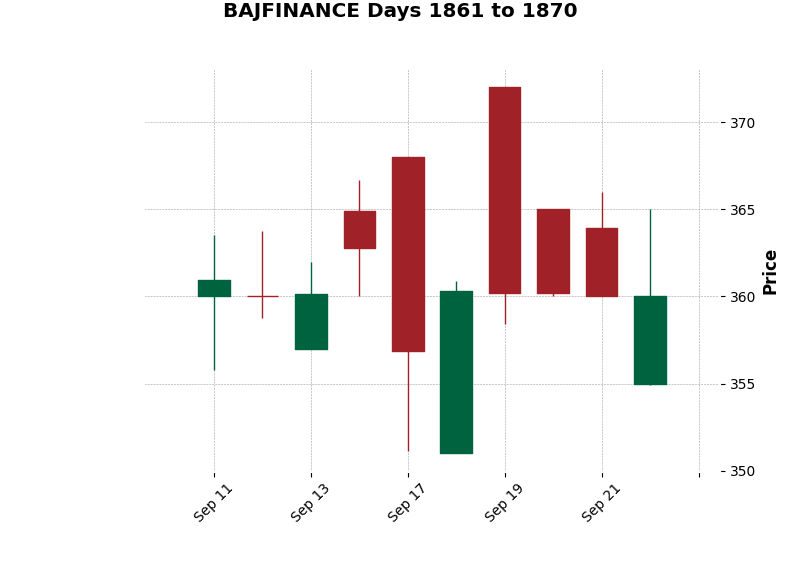 BAJFINANCE Days 1861 to 1870
370
365
360
355
350
Price
Sep 11
Sep 13
Sep 17
Sep 19
Sep 21